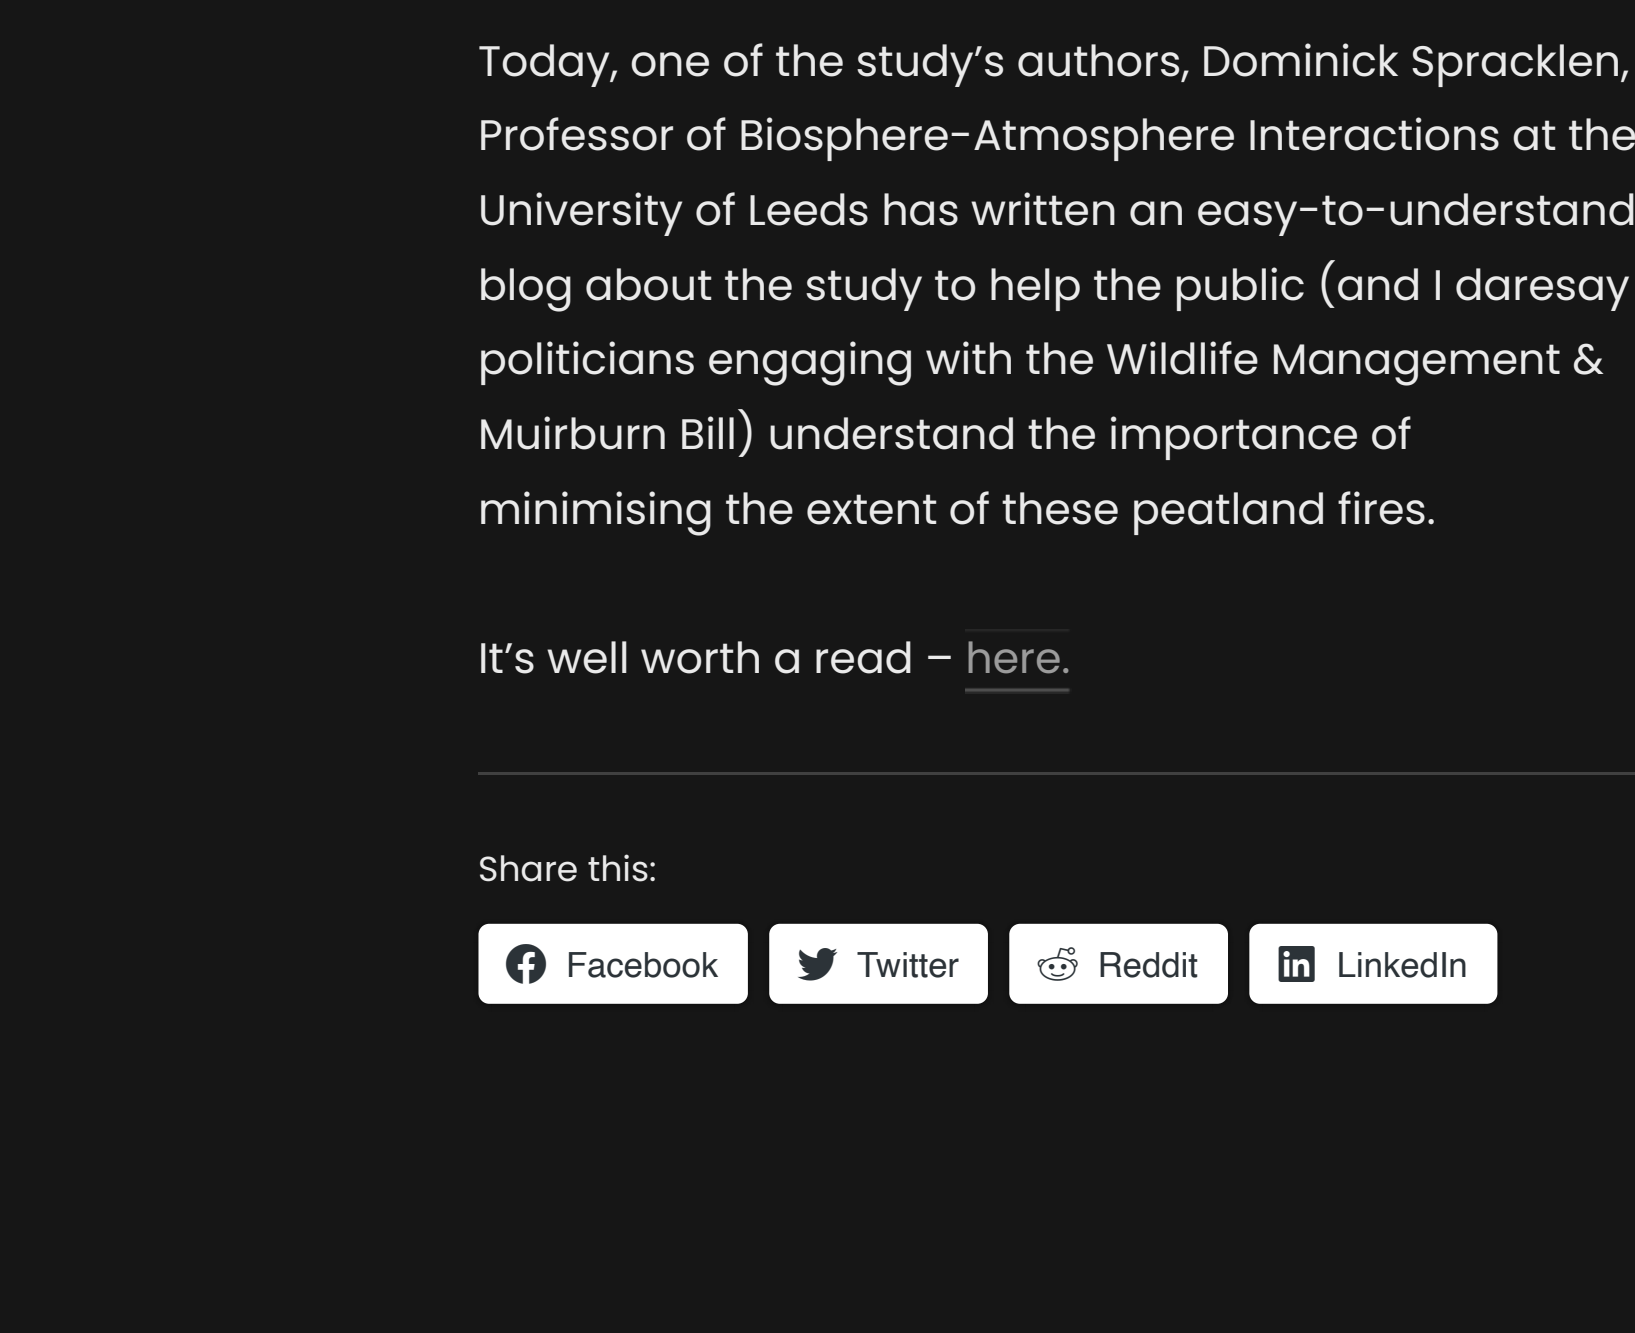 Today, one of the study’s authors, Dominick Spracklen,
Professor of Biosphere-Atmosphere Interactions at the
University of Leeds has written an easy-to-understand
blog about the study to help the public (and I daresay
politicians engaging with the Wildlife Management &
Muirburn Bill) understand the importance of
minimising the extent of these peatland fires.
It’s well worth a read – here.
Share this:
Facebook Twitter Reddit LinkedIn